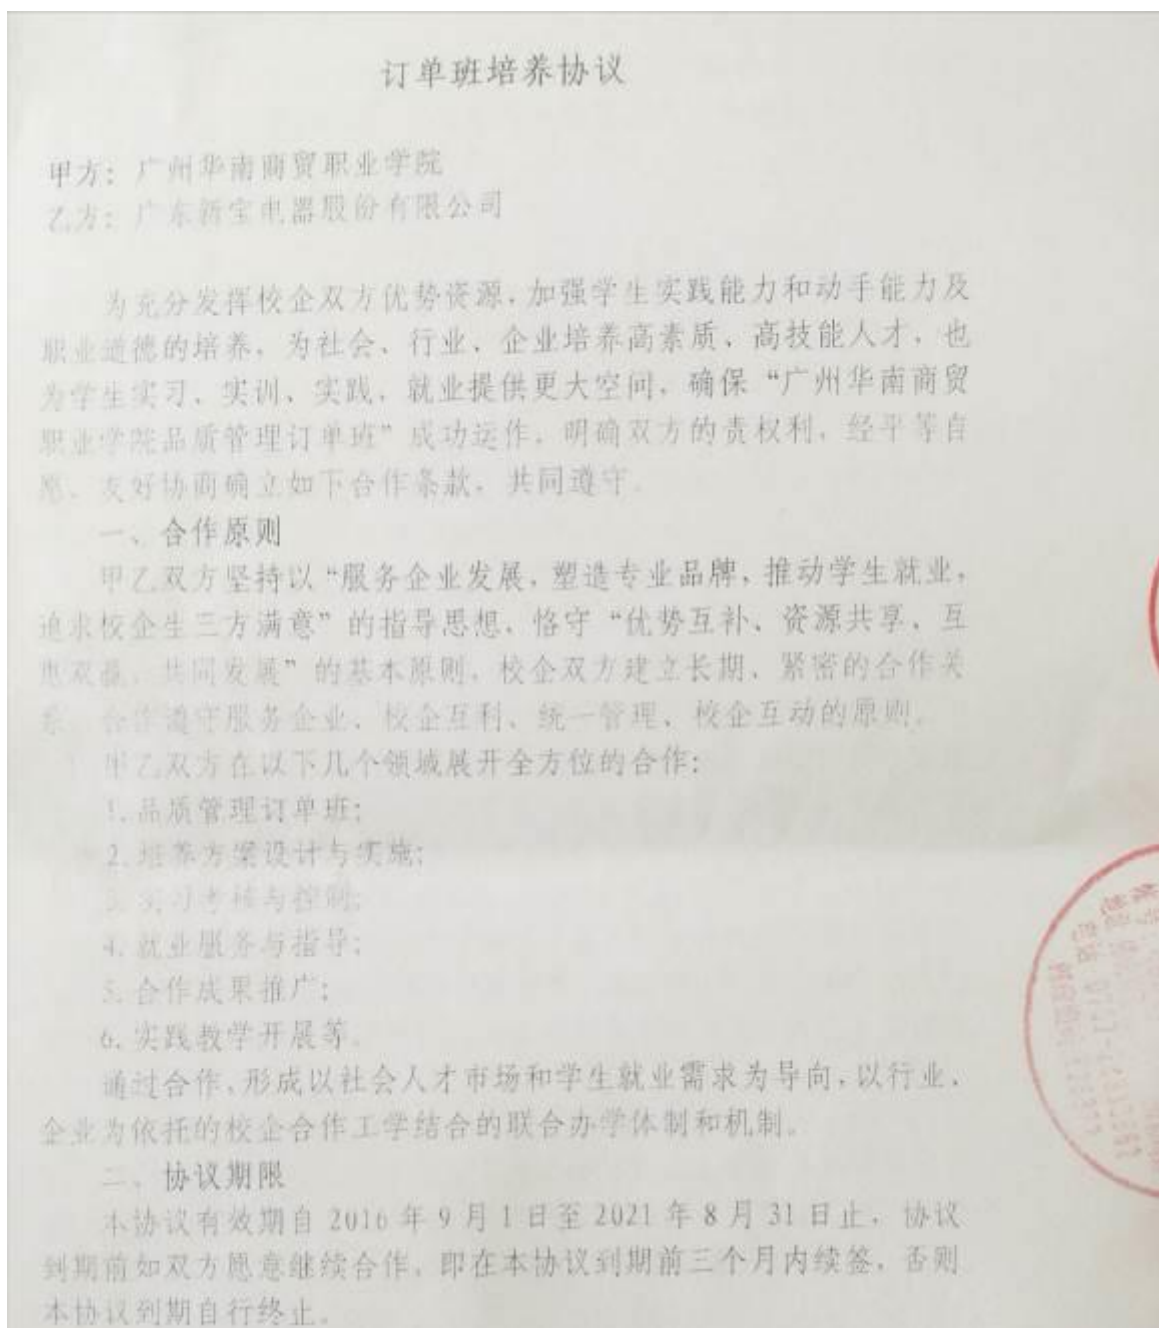 订单班培养协议
甲方：广州华南商贸职业学院
乙方：广东新宝电器股份有限公司
为充分发挥校企双方优势资源，加强学生实践能力和动手能力及
职业道德的培养，为社会、行业、企业培养高素质、高技能人才，也
为学生实习、实训、实践、就业提供更大空间，确保“广州华南商贸
职业学院品质管理订单班”成功运作，明确双方的责权利，经平等自
愿、友好协商确立如下合作条款，共同遵守。
一、合作原则
甲乙双方坚持以“服务企业发展，塑造专业品牌，推动学生就业，
追求校企生三方满意”的指导思想，恪守“优势互补、资源共享、互
惠双赢、共同发展”的基本原则，校企双方建立长期、紧密的合作关
系。合作遵守服务企业、校企互利、统一管理、校企互动的原则。
甲乙双方在以下几个领域展开全方位的合作：
1. 品质管理订单班；
2. 培养方案设计与实施；
3. 实习考核与控制；
4. 就业服务与指导；
5. 合作成果推广；
6. 实践教学开展等。
通过合作，形成以社会人才市场和学生就业需求为导向，以行业、
企业为依托的校企合作工学结合的联合办学体制和机制。
二、协议期限
本协议有效期自 2016 年 9 月 1 日至 2021 年 8 月 31 日止，协议
到期前如双方愿意继续合作，即在本协议到期前三个月内续签，否则
本协议到期自行终止。